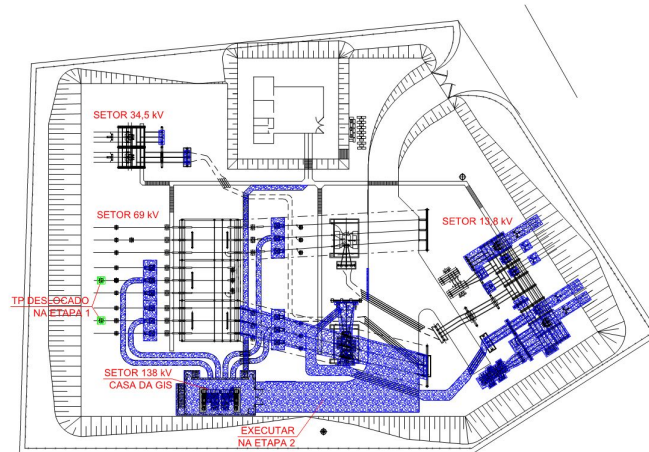 SETOR 34,5 kV
SETOR 69 kV
SETOR 13,8 kV
TP DESLOCADO
NA ETAPA 1
SETOR 138 kV
CASA DA GIS
EXECUTAR
NA ETAPA 2